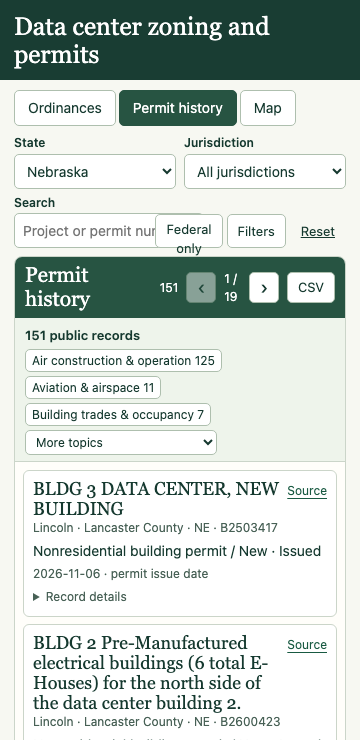 Data center zoning and
permits
Ordinances
Permit history
Map
State
Jurisdiction
Nebraska
All jurisdictions
Search
Project or permit nur
Federal
only
Filters
Reset
Permit
history
151
‹
1 /
19
›
CSV
151 public records
Air construction & operation 125
Aviation & airspace 11
Building trades & occupancy 7
More topics
BLDG 3 DATA CENTER, NEW
BUILDING
Source
Lincoln · Lancaster County · NE · B2503417
Nonresidential building permit / New · Issued
2026-11-06 · permit issue date
Record details
BLDG 2 Pre-Manufactured
electrical buildings (6 total E-
Houses) for the north side of
the data center building 2.
Source
Lincoln · Lancaster County · NE · B2600423